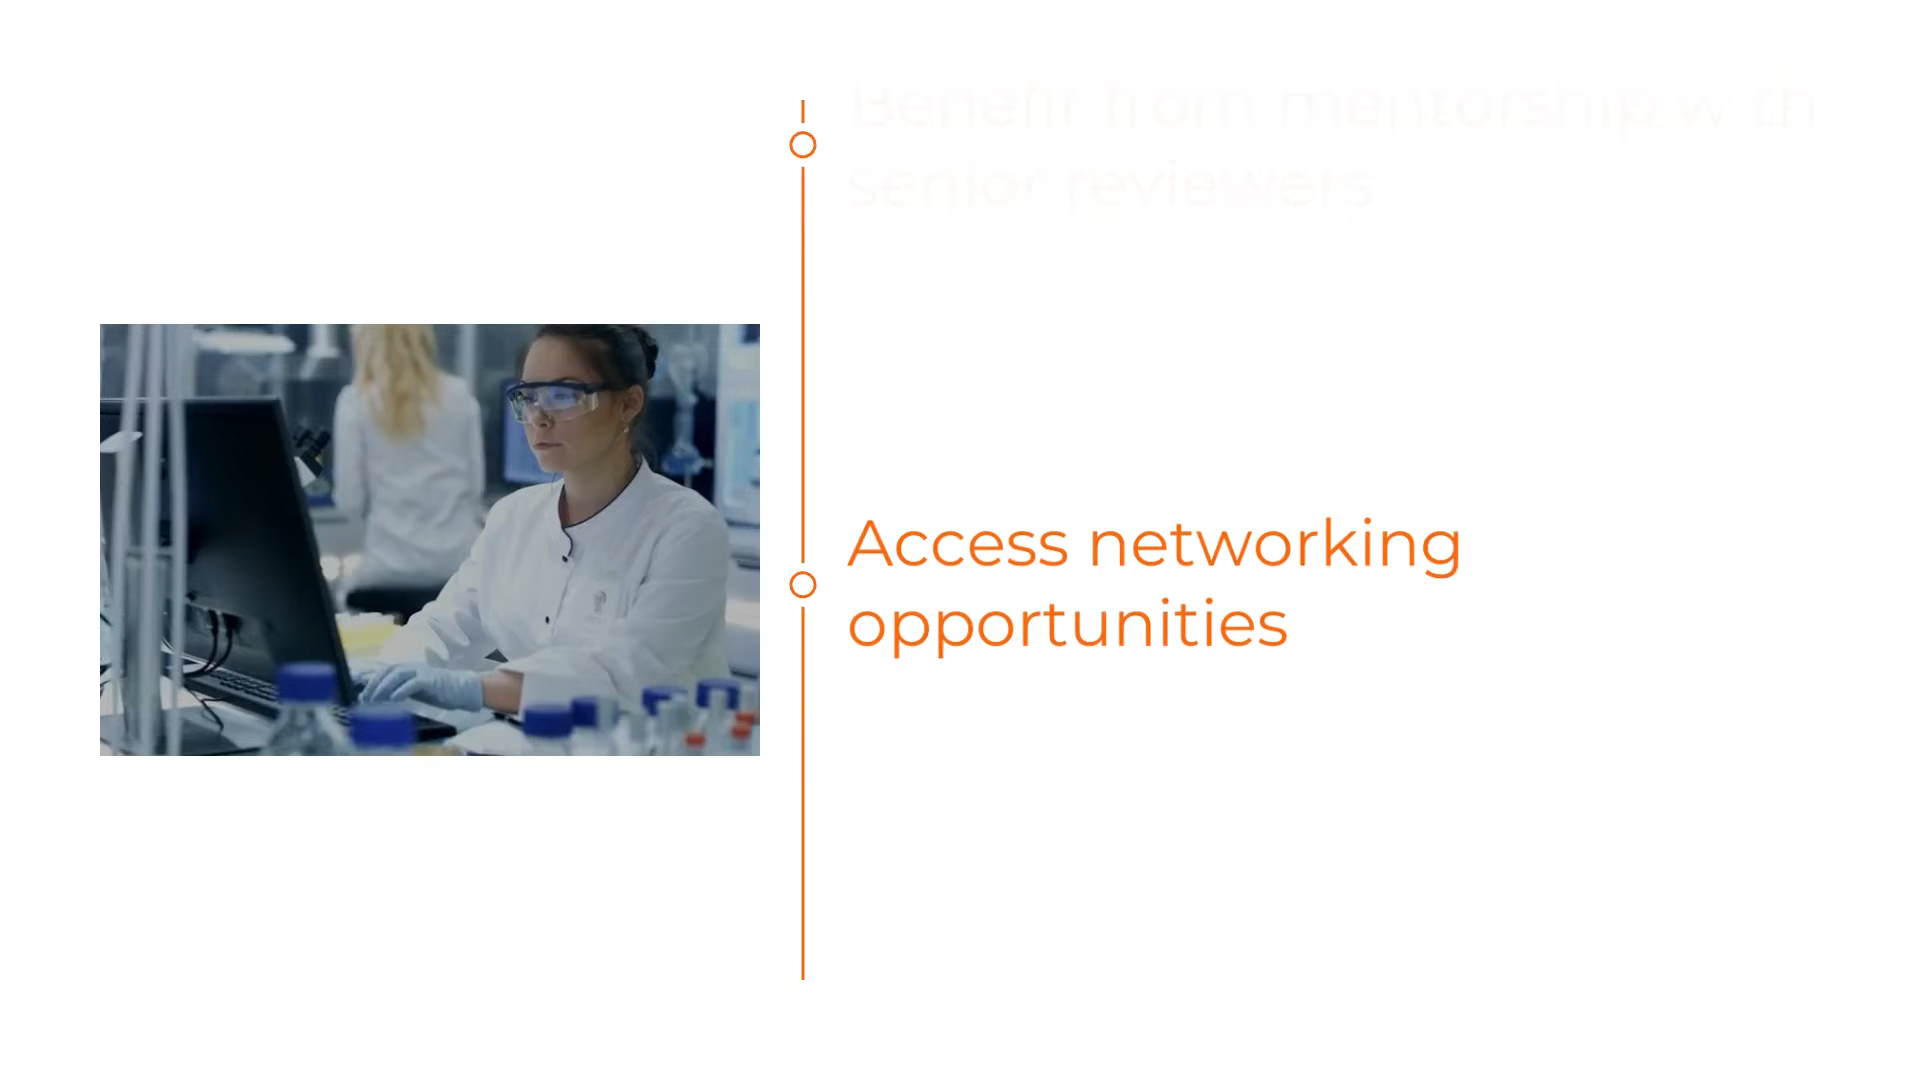 Benefit from mentorship with
senior reviewers
Access networking
opportunities